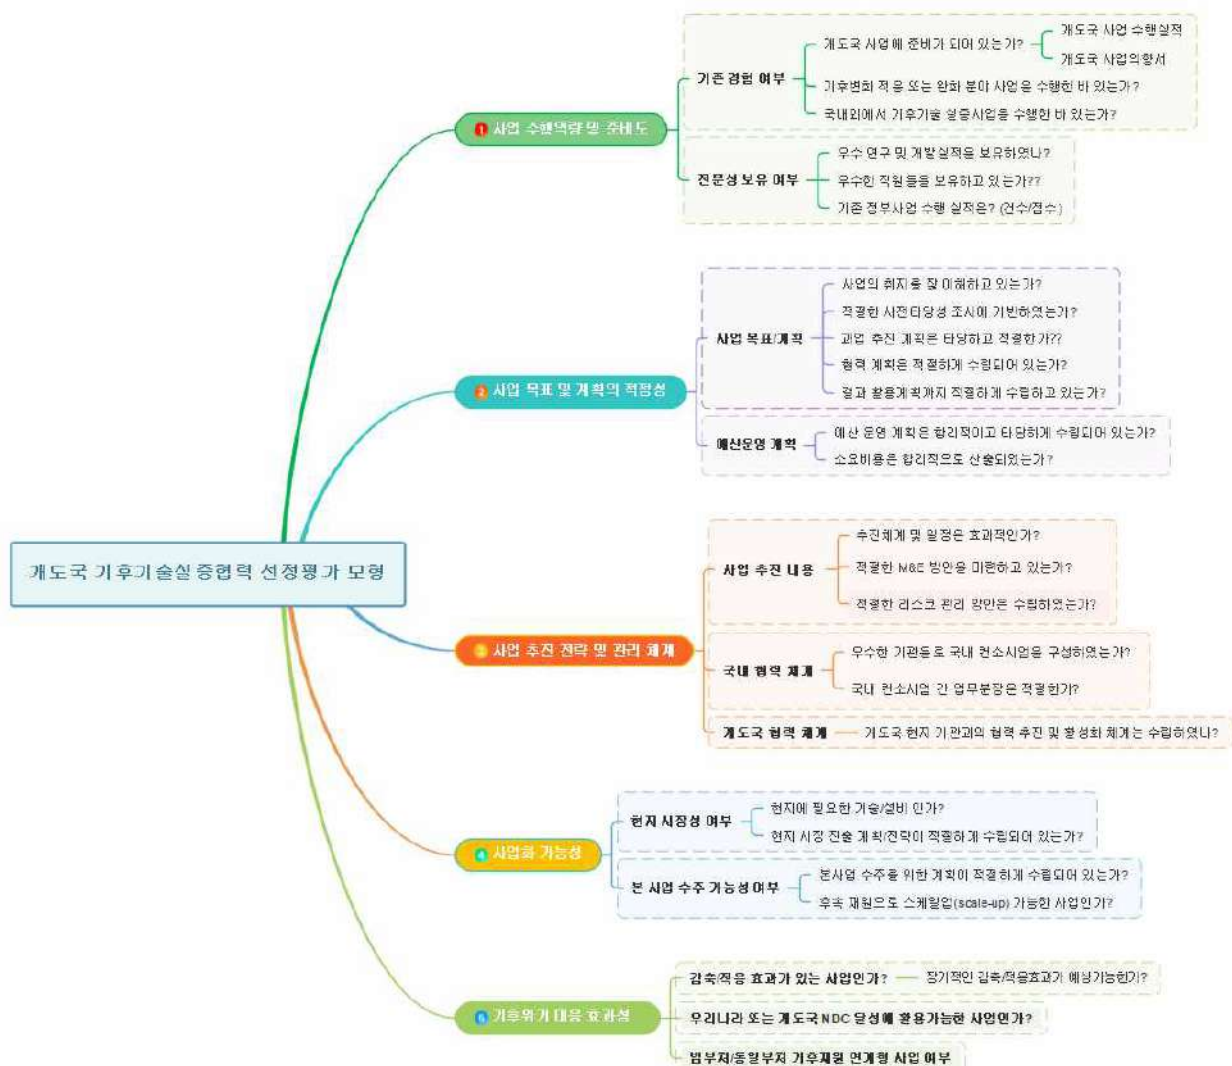 개도국 기후기술실증협력 선정평가 모형
1 사업 수행역량 및 준비도
기존 경험 여부
개도국 사업에 준비가 되어 있는가?
개도국 사업 수행실적
개도국 사업의향서
기후변화 적응 또는 완화 분야 사업을 수행한 바 있는가?
국내외에서 기후기술 실증사업을 수행한 바 있는가?
전문성 보유 여부
우수 연구 및 개발실적을 보유하였나?
우수한 직원들을 보유하고 있는가??
기존 정부사업 수행 실적은? (건수/점수)
2 사업 목표 및 계획의 적정성
사업 목표/계획
사업의 취지를 잘 이해하고 있는가?
적절한 사전타당성 조사에 기반하였는가?
과업 추진 계획은 타당하고 적절한가??
협력 계획은 적절하게 수립되어 있는가?
결과 활용계획까지 적절하게 수립하고 있는가?
예산운영 계획
예산 운영 계획은 합리적이고 타당하게 수립되어 있는가?
소요비용은 합리적으로 산출되있는가?
3 사업 추진 전략 및 관리 체계
사업 추진 내용
추진체계 및 일정은 효과적인가?
적절한 M&E 방안을 마련하고 있는가?
적절한 리스크 관리 방안은 수립하였는가?
국내 협력 체계
우수한 기관들로 국내 컨소시업을 구성하였는가?
국내 컨소시업 간 업무분장은 적절한가?
개도국 협력 체계
개도국 현지 기관과의 협력 추진 및 활성화 체계는 수립하였나?
4 사업화 가능성
현지 시장성 여부
현지에 필요한 기술/설비 인가?
현지 시장 진출 계획/전략이 적절하게 수립되어 있는가?
본 사업 수주 가능성 여부
본사업 수주을 위한 계획이 적절하게 수립되어 있는가?
후속 재원으로 스케일업(scale-up) 가능한 사업인가?
5 기후위기 대응 효과성
감축/적응 효과가 있는 사업인가?
장기적인 감축/적응효과가 예상가능한가?
우리나라 또는 개도국 NDC 달성에 활용가능한 사업인가?
범부처/동일부처 기후재원 연계형 사업 여부